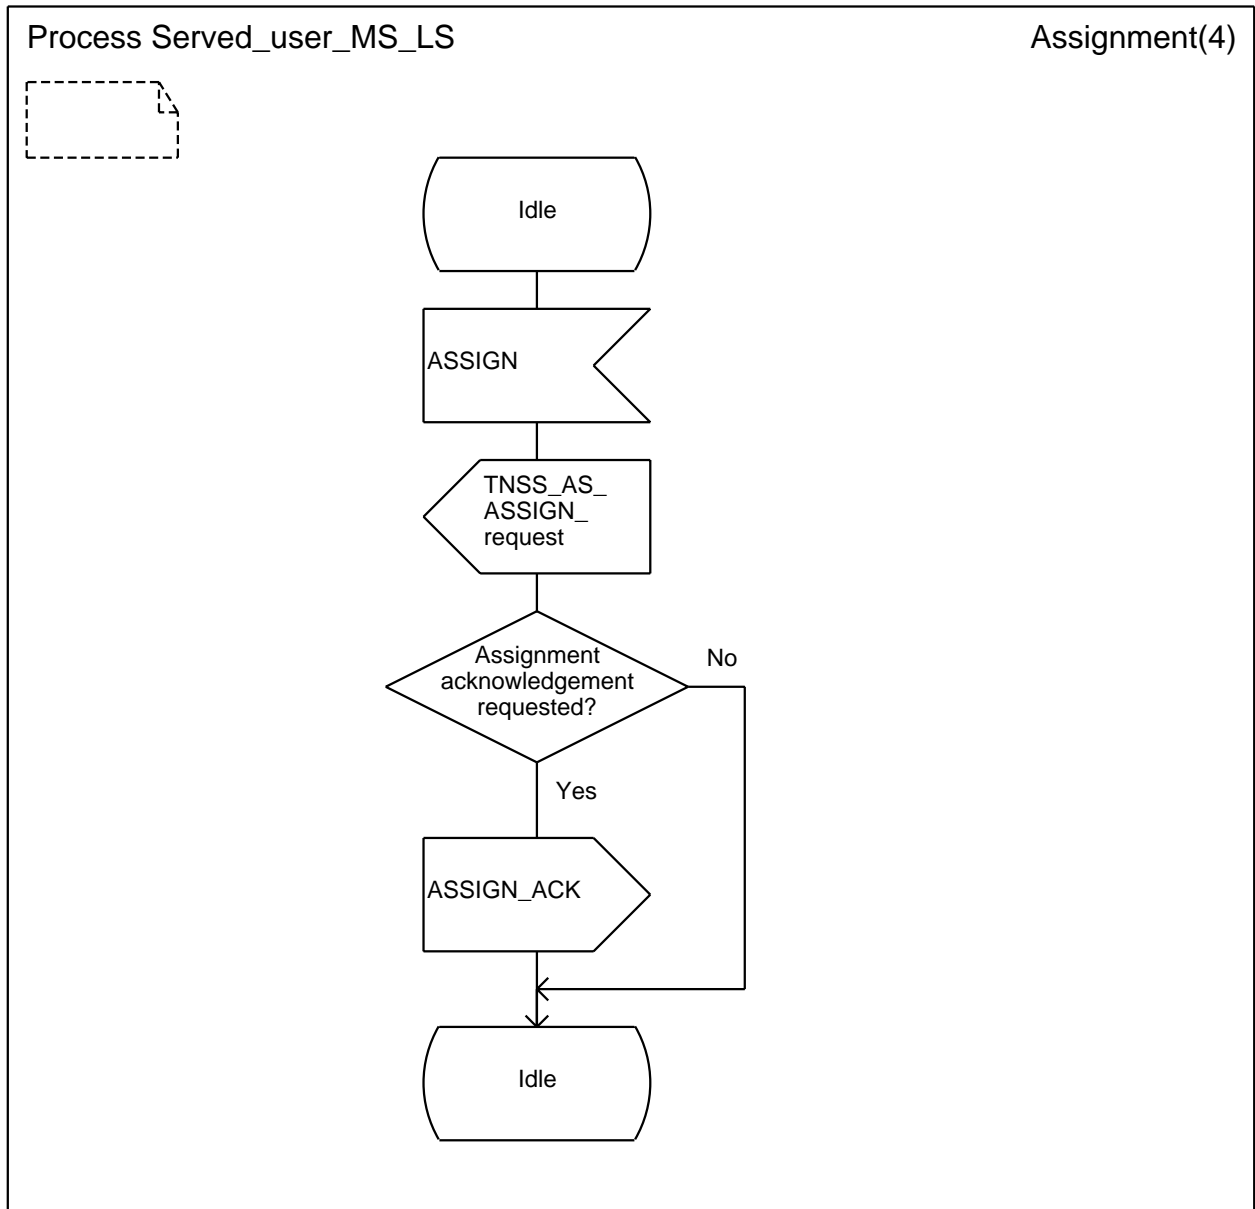 Process Served_user_MS_LS
Assignment(4)
Idle
ASSIGN
TNSS_AS_
ASSIGN_
request
Assignment
acknowledgement
requested?
No
Yes
ASSIGN_ACK
Idle